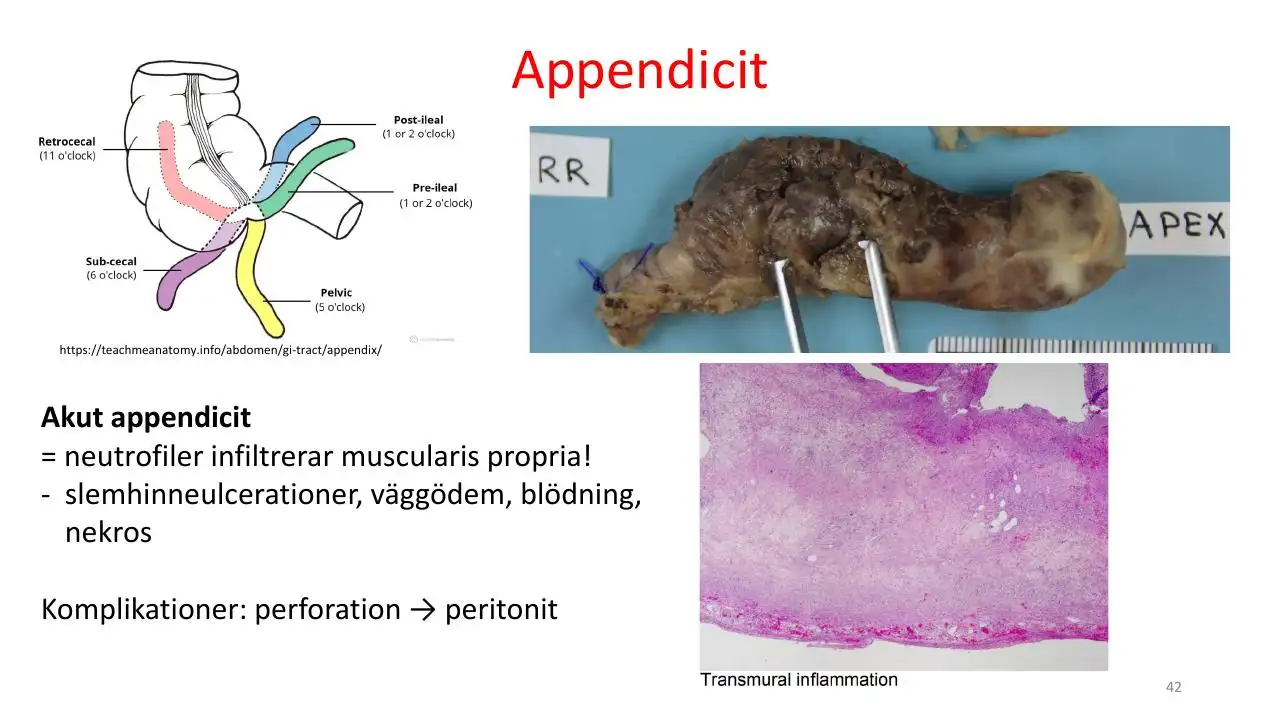 Appendicit
Retrocecal
(11 o'clock)
Post-ileal
(1 or 2 o'clock)
Pre-ileal
(1 or 2 o'clock)
Sub-cecal
(6 o'clock)
Pelvic
(5 o'clock)
https://teachmeanatomy.info/abdomen/gi-tract/appendix/
RR
APEX
Akut appendicit
= neutrofiler infiltrerar muscularis propria!
- slemhinneulcerationer, väggödem, blödning,
nekros
Komplikationer: perforation → peritonit
Transmural inflammation
42